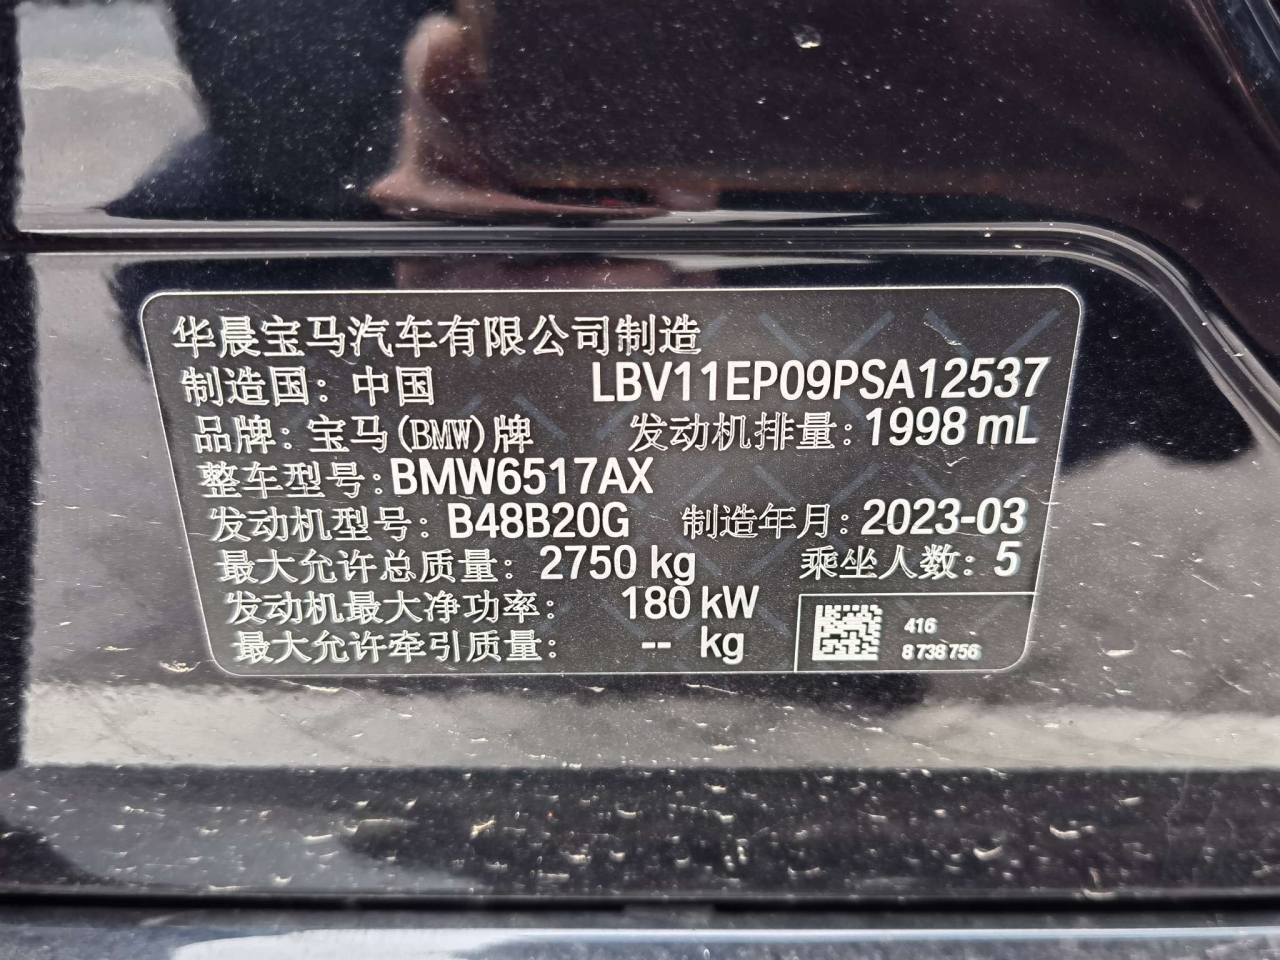 华晨宝马汽车有限公司制造
制造国：中国 LBV11EP09PSA12537
品牌：宝马(BMW)牌 发动机排量：1998 mL
整车型号：BMW6517AX
发动机型号：B48B20G 制造年月：2023-03
最大允许总质量：2750 kg 乘坐人数：5
发动机最大净功率：180 kW
最大允许牵引质量：-- kg
416
8 738 756